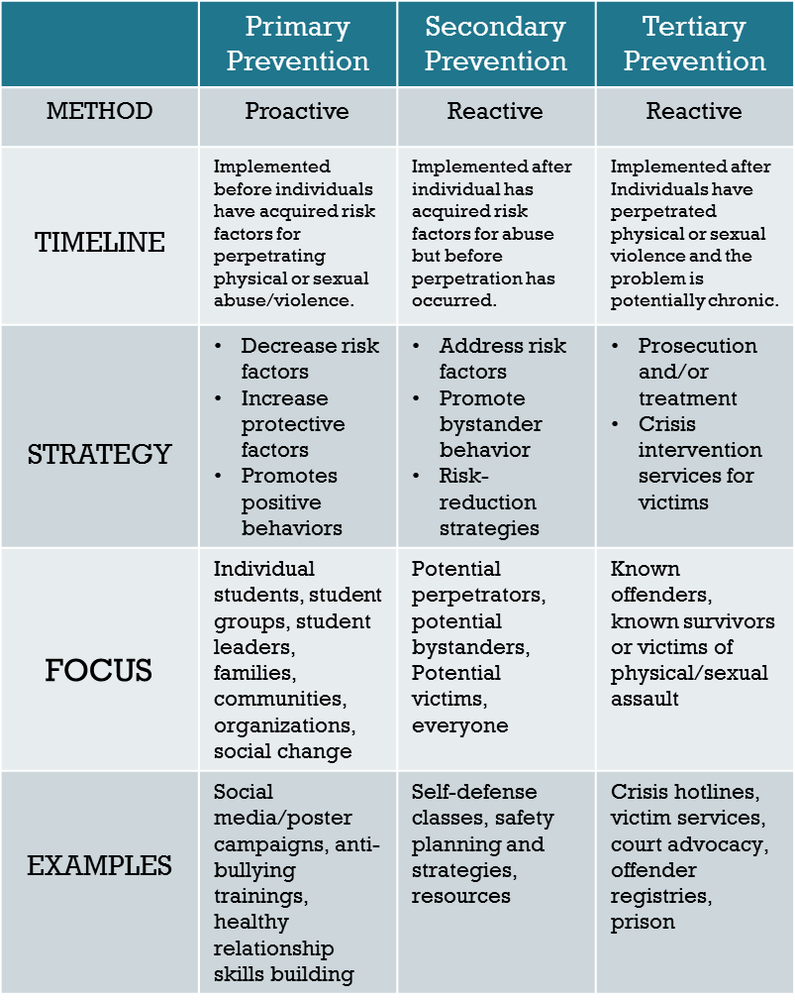 Primary
Prevention
Secondary
Prevention
Tertiary
Prevention
METHOD
Proactive
Reactive
Reactive
TIMELINE
Implemented
before individuals
have acquired risk
factors for
perpetrating
physical or sexual
abuse/violence.
Implemented after
individual has
acquired risk
factors for abuse
but before
perpetration has
occurred.
Implemented after
Individuals have
perpetrated
physical or sexual
violence and the
problem is
potentially chronic.
STRATEGY
• Decrease risk
factors
• Increase
protective
factors
• Promotes
positive
behaviors
• Address risk
factors
• Promote
bystander
behavior
• Risk-
reduction
strategies
• Prosecution
and/or
treatment
• Crisis
intervention
services for
victims
FOCUS
Individual
students, student
groups, student
leaders,
families,
communities,
organizations,
social change
Potential
perpetrators,
potential
bystanders,
Potential
victims,
everyone
Known
offenders,
known survivors
or victims of
physical/sexual
assault
EXAMPLES
Social
media/poster
campaigns, anti-
bullying
trainings,
healthy
relationship
skills building
Self-defense
classes, safety
planning and
strategies,
resources
Crisis hotlines,
victim services,
court advocacy,
offender
registries,
prison